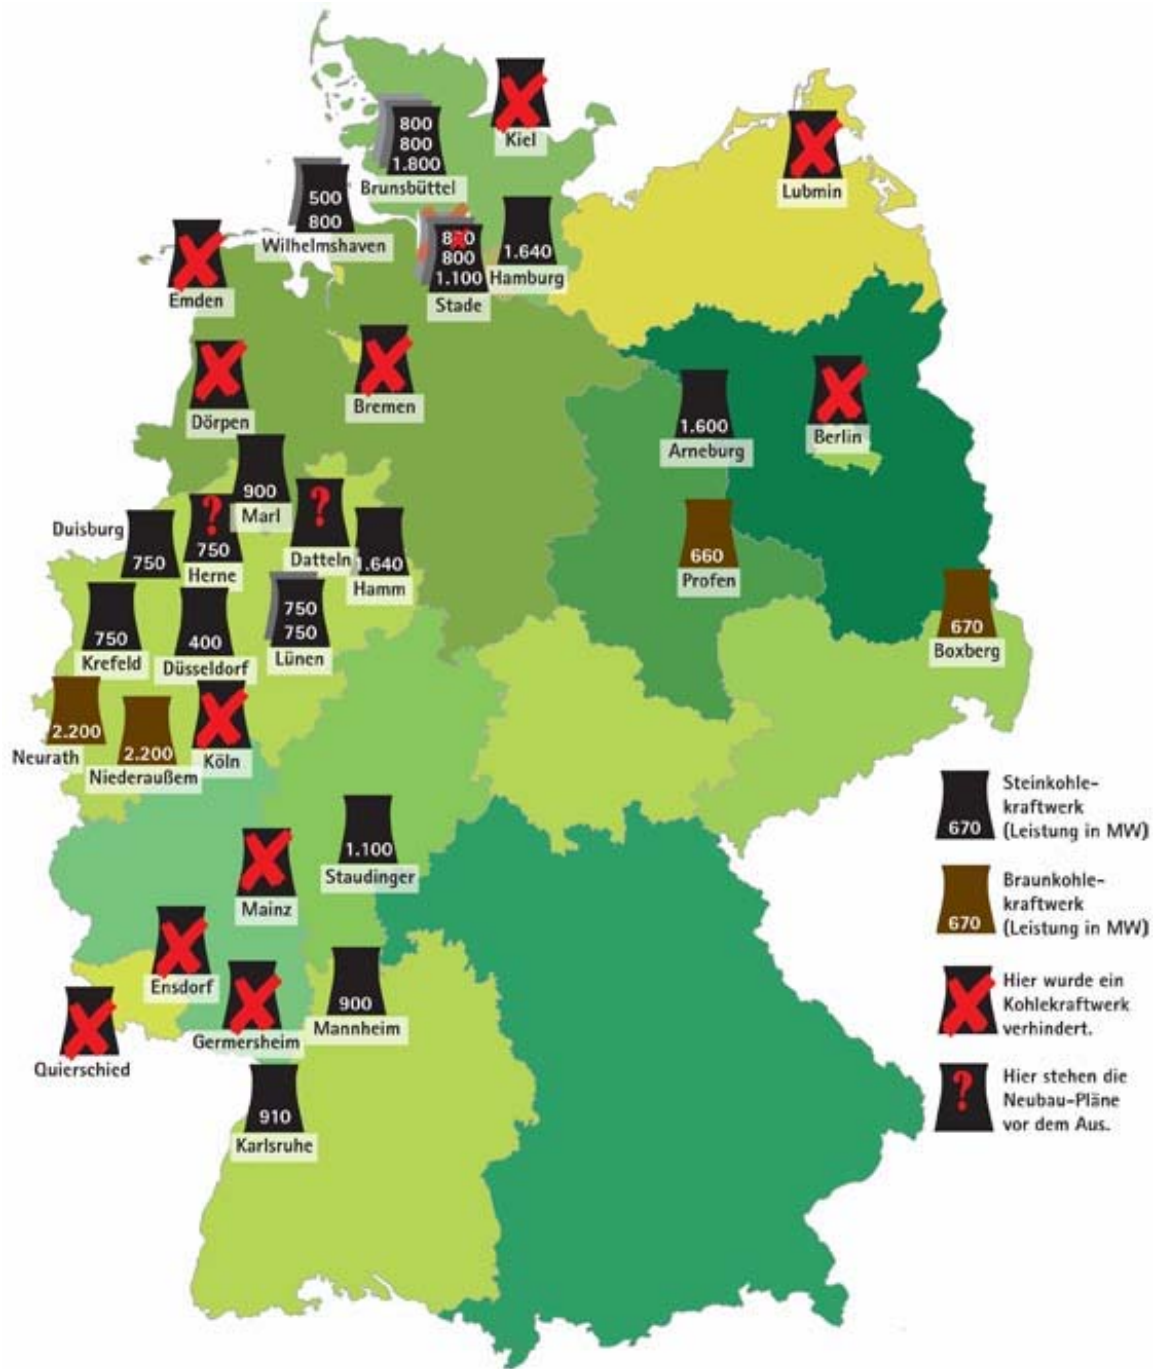 Kiel
800
800
1.800
Brunsbüttel
Lubmin
500
800
Wilhelmshaven
800
1.100
Stade
1.640
Hamburg
Emden
Dörpen
Bremen
1.600
Arneburg
Berlin
900
Marl
Duisburg
750
?
750
Herne
?
Datteln
1.640
Hamm
660
Profen
750
Krefeld
400
Düsseldorf
750
750
Lünen
670
Boxberg
2.200
Neurath
2.200
Niederaußem
Köln
1.100
Staudinger
Mainz
Ensdorf
Germersheim
900
Mannheim
Quierschied
910
Karlsruhe
670
Steinkohle-
kraftwerk
(Leistung in MW)
670
Braunkohle-
kraftwerk
(Leistung in MW)
Hier wurde ein
Kohlekraftwerk
verhindert.
?
Hier stehen die
Neubau-Pläne
vor dem Aus.